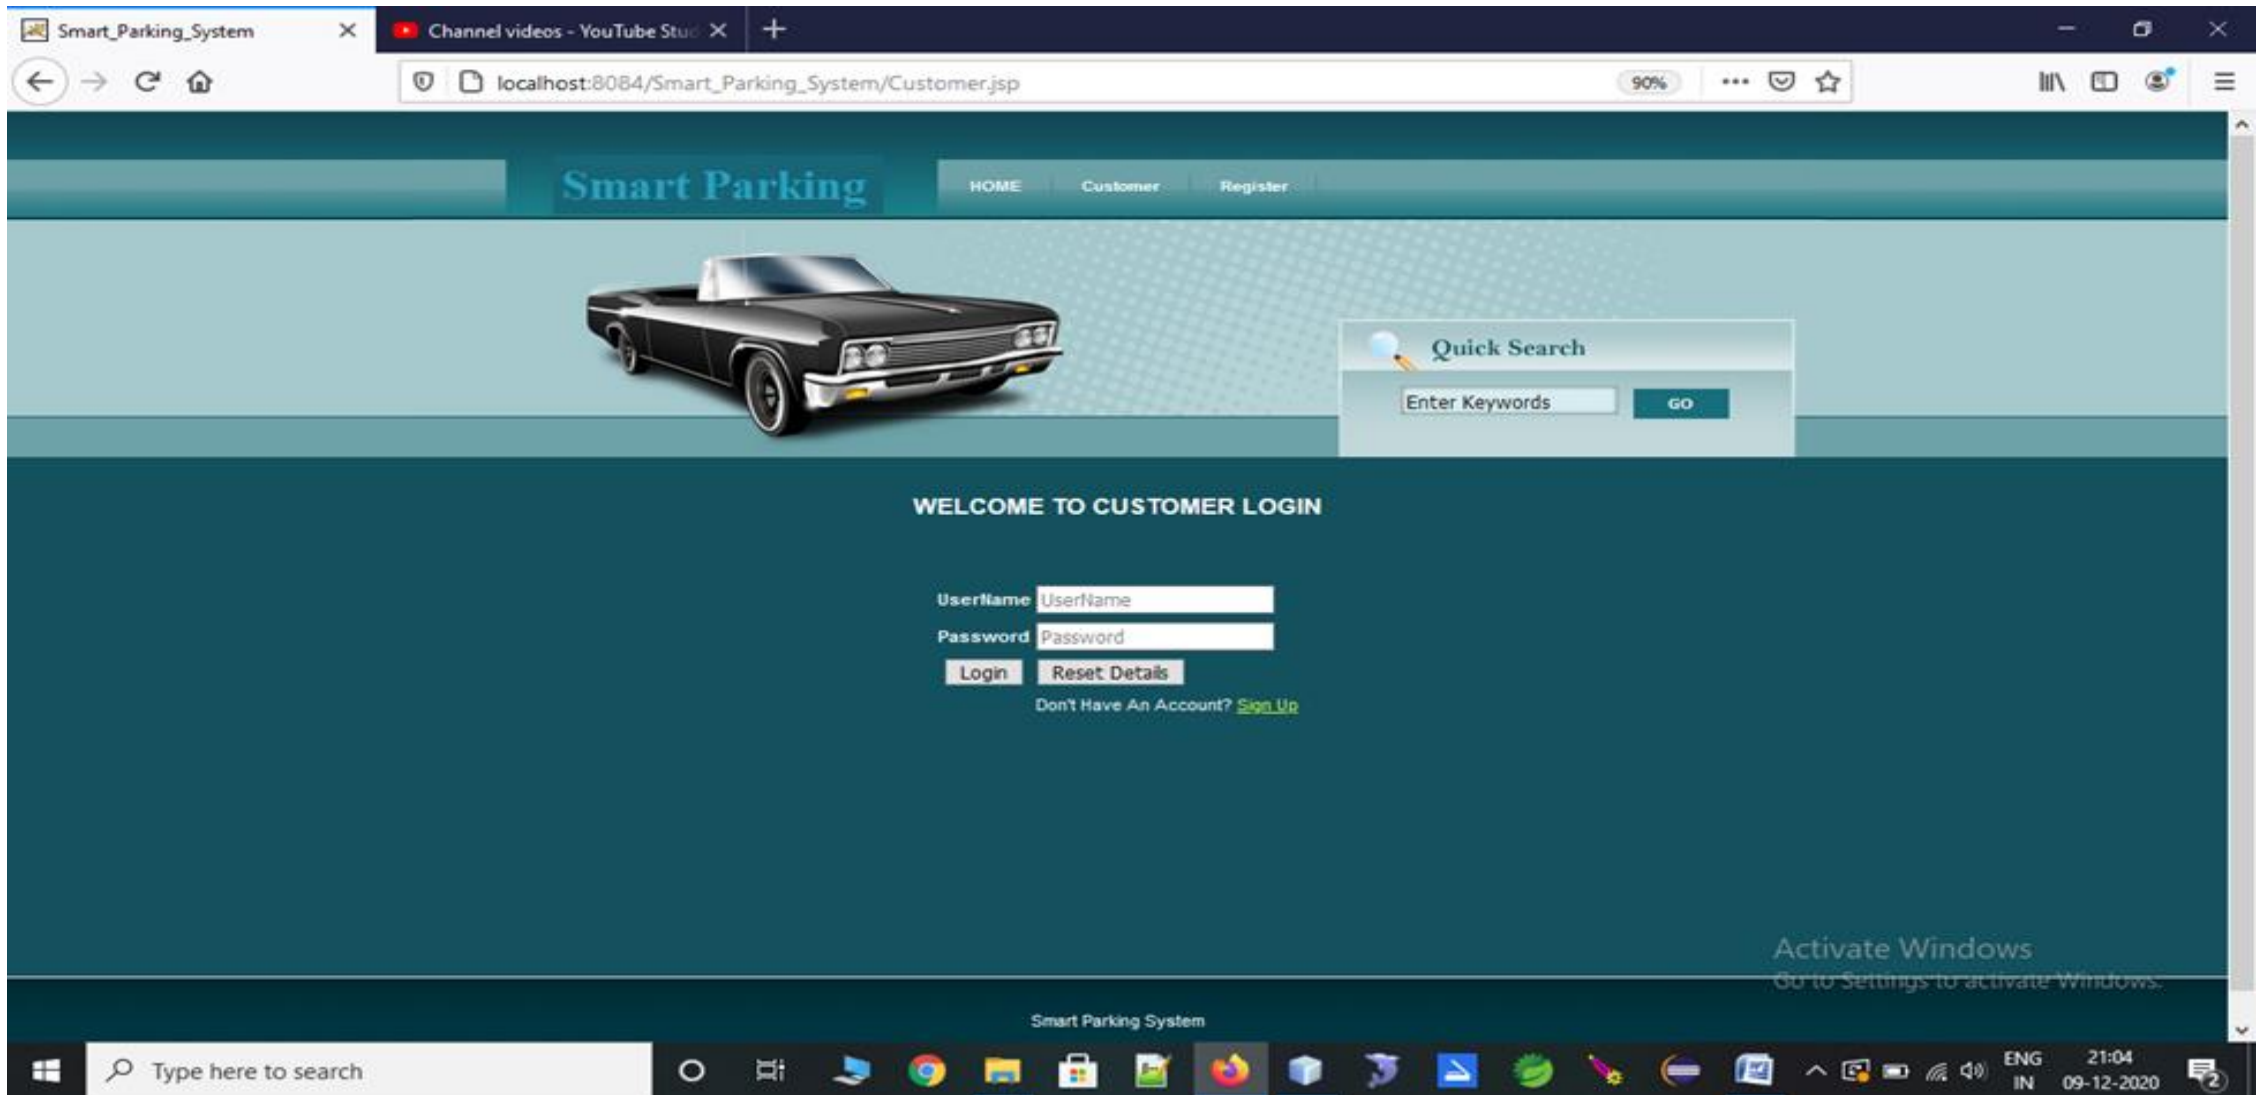 Smart_Parking_System
Channel videos - YouTube Stud
localhost:8084/Smart_Parking_System/Customer.jsp
90%
Smart Parking
HOME Customer Register
Quick Search
Enter Keywords GO
WELCOME TO CUSTOMER LOGIN
UserName UserName
Password Password
Login Reset Details
Don't Have An Account? Sign Up
Activate Windows
Go to Settings to activate Windows.
Smart Parking System
Type here to search
ENG 21:04
IN 09-12-2020
2